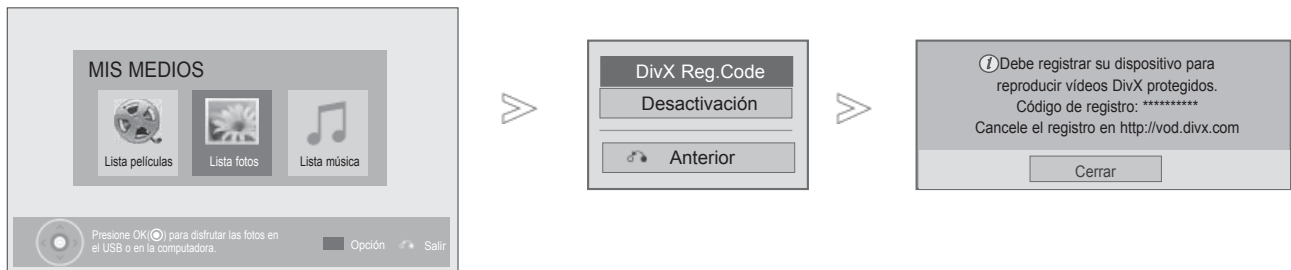 MIS MEDIOS
Lista películas
Lista fotos
Lista música
Presione OK(◉) para disfrutar las fotos en
el USB o en la computadora.
Opción
Salir
DivX Reg.Code
Desactivación
Anterior
Debe registrar su dispositivo para
reproducir vídeos DivX protegidos.
Código de registro: **********
Cancele el registro en http://vod.divx.com
Cerrar